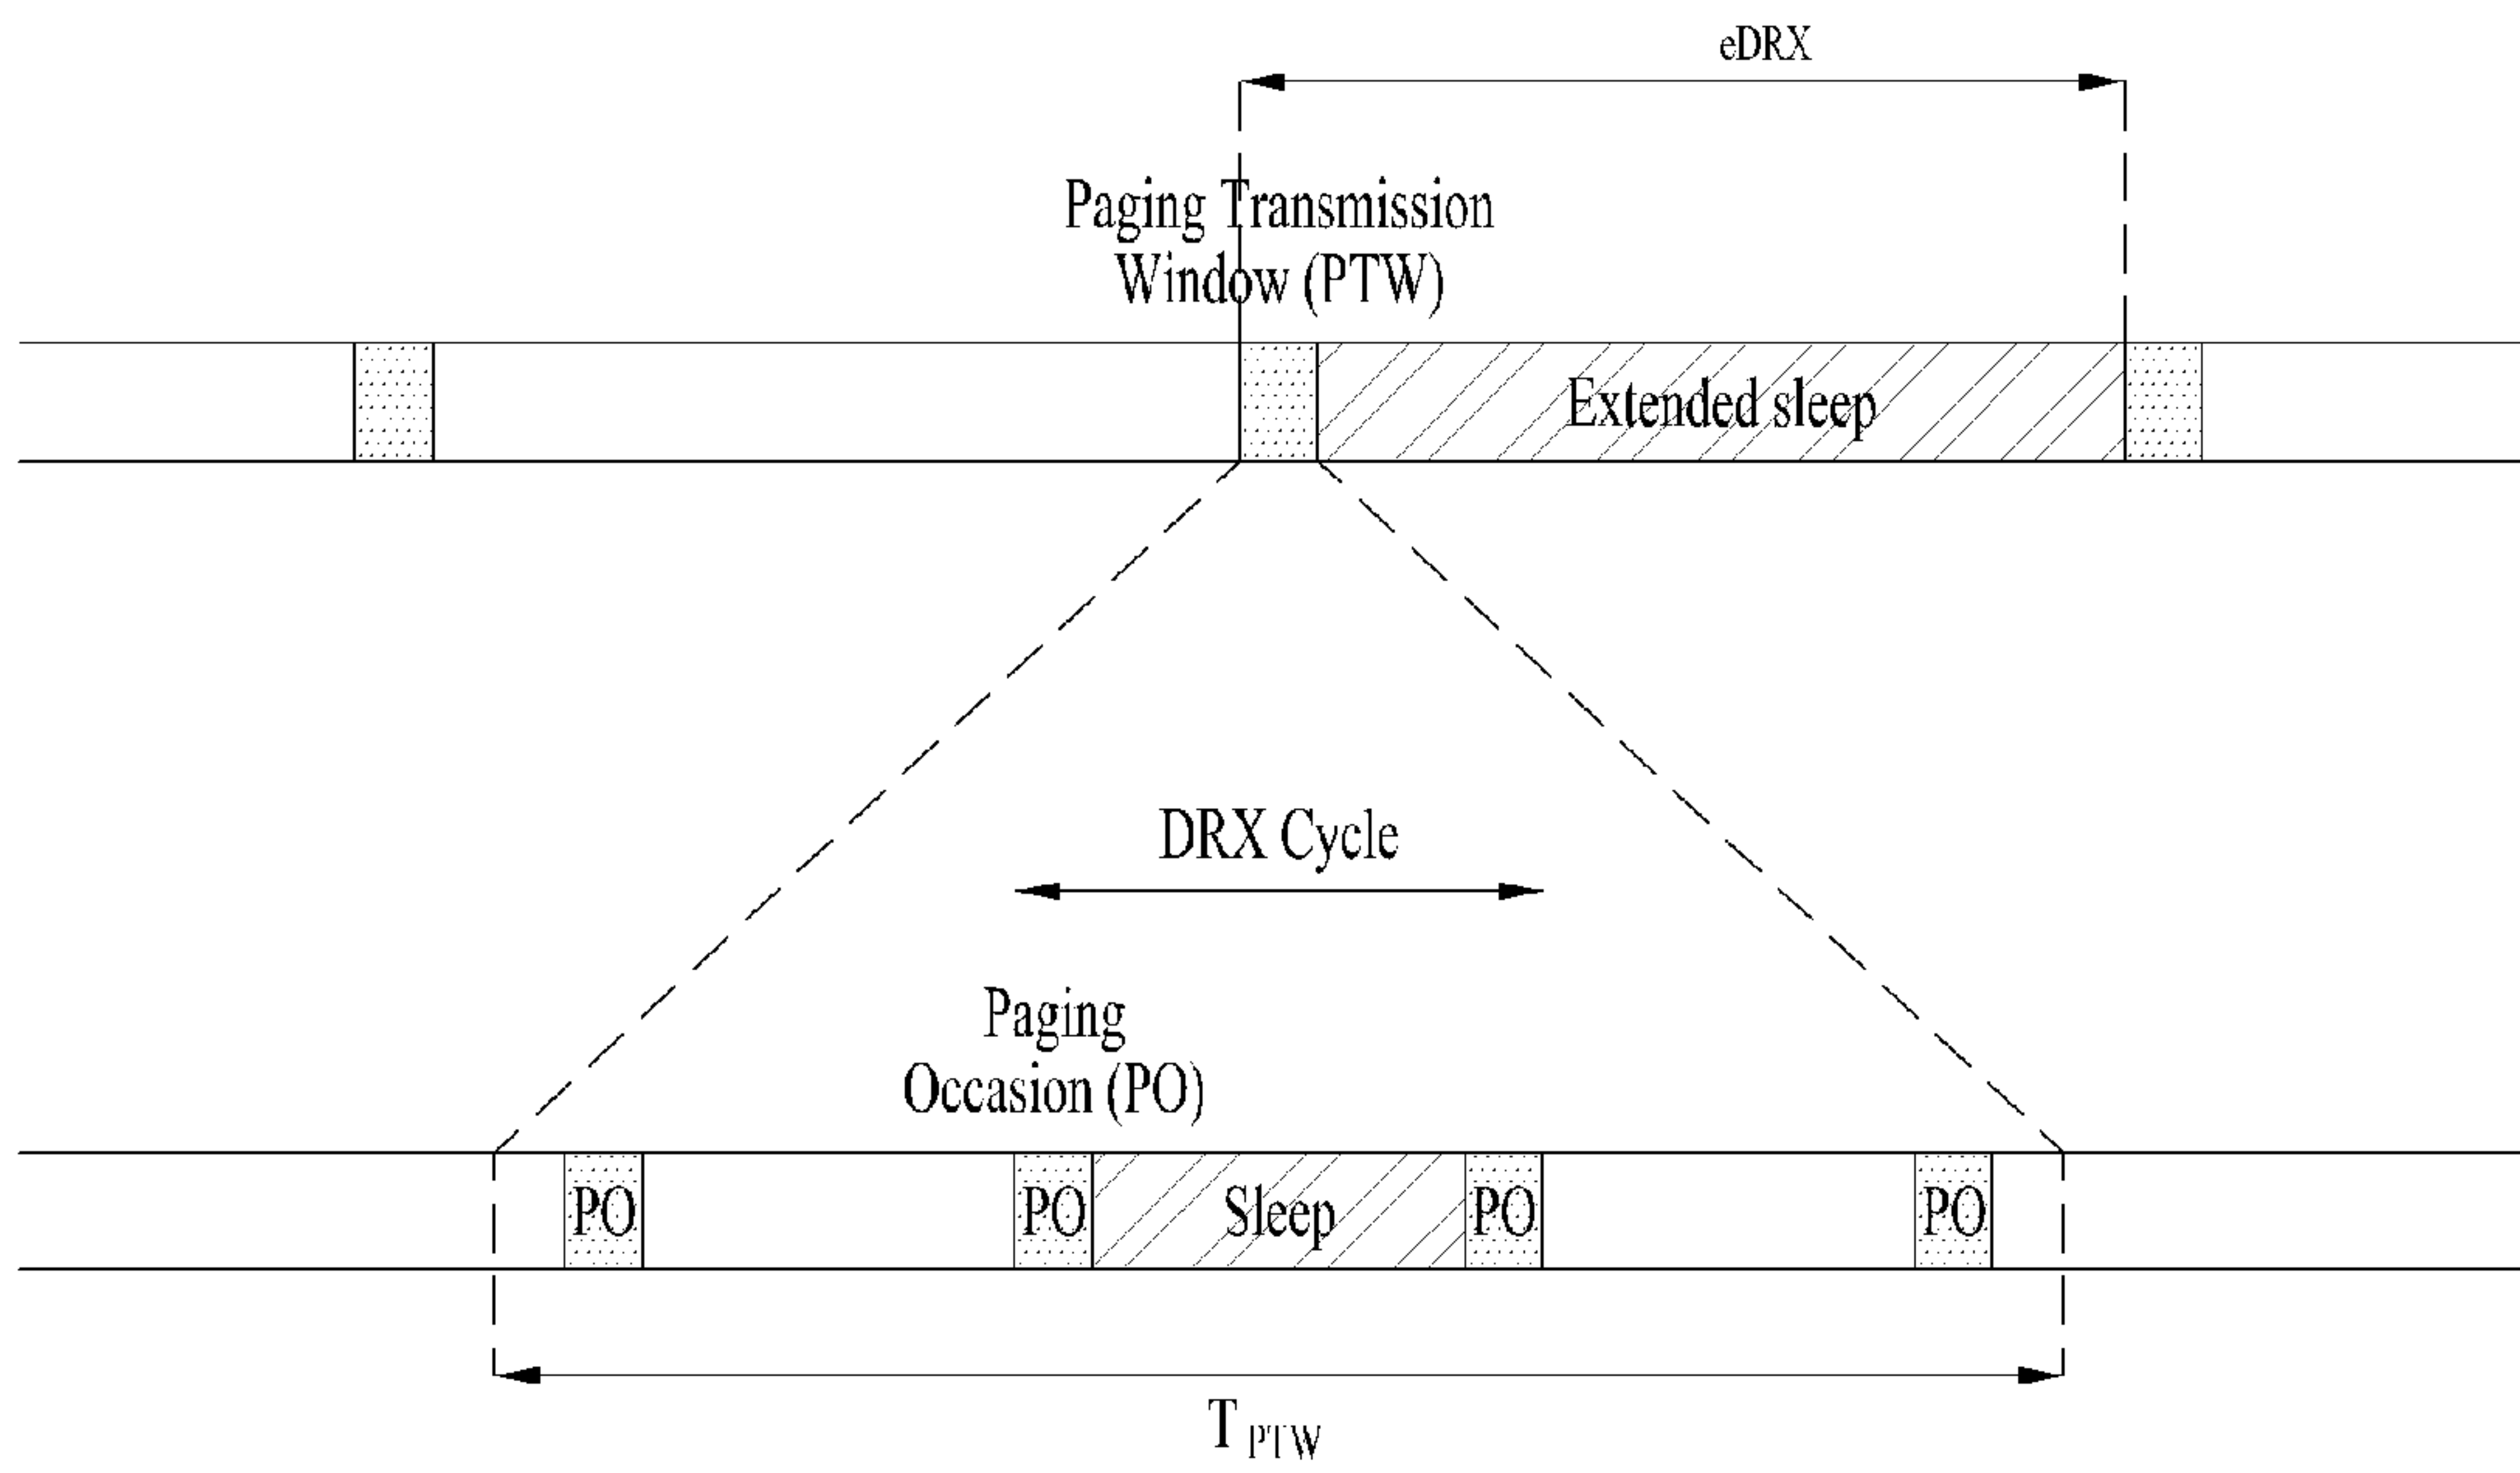 eDRX
Paging Transmission
Window (PTW)
Extended sleep
DRX Cycle
Paging
Occasion (PO)
PO PO Sleep PO PO
T PTW